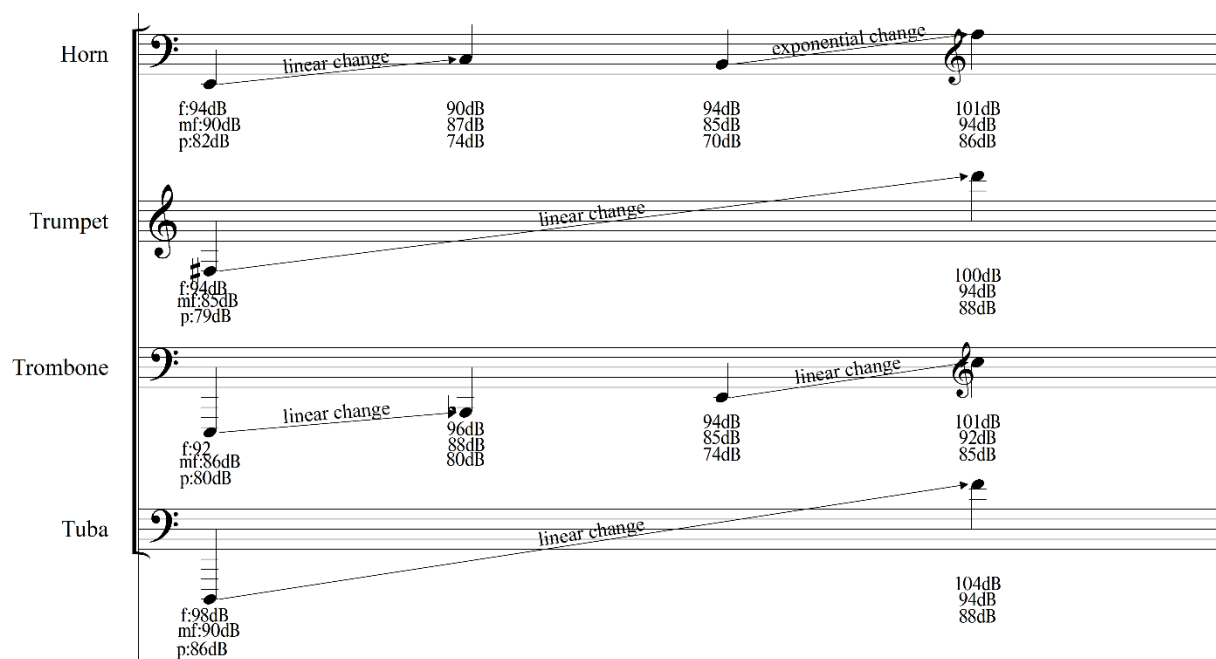 Horn
linear change
exponential change
f:94dB
mf:90dB
p:82dB
90dB
87dB
74dB
94dB
85dB
70dB
101dB
94dB
86dB
Trumpet
linear change
f:94dB
mf:85dB
p:79dB
100dB
94dB
88dB
Trombone
linear change
linear change
f:92
mf:86dB
p:80dB
96dB
88dB
80dB
94dB
85dB
74dB
101dB
92dB
85dB
Tuba
linear change
f:98dB
mf:90dB
p:86dB
104dB
94dB
88dB